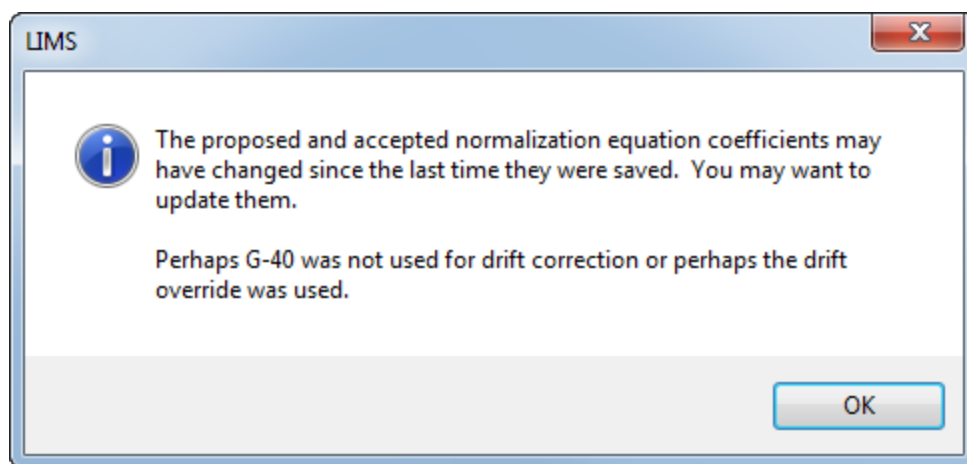 LIMS
The proposed and accepted normalization equation coefficients may
have changed since the last time they were saved.  You may want to
update them.
Perhaps G-40 was not used for drift correction or perhaps the drift
override was used.
OK